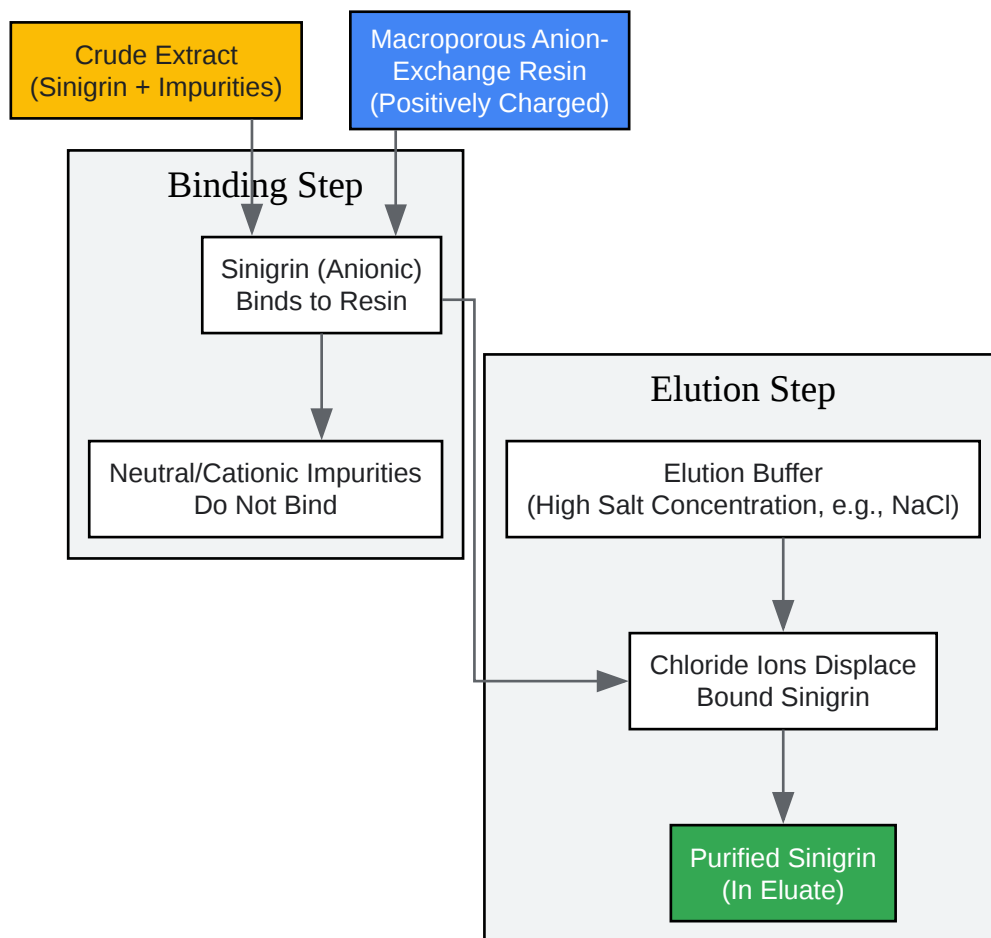 Crude Extract
(Sinigrin + Impurities)
Macroporous Anion-
Exchange Resin
(Positively Charged)
Binding Step
Sinigrin (Anionic)
Binds to Resin
Neutral/Cationic Impurities
Do Not Bind
Elution Step
Elution Buffer
(High Salt Concentration, e.g., NaCl)
Chloride Ions Displace
Bound Sinigrin
Purified Sinigrin
(In Eluate)